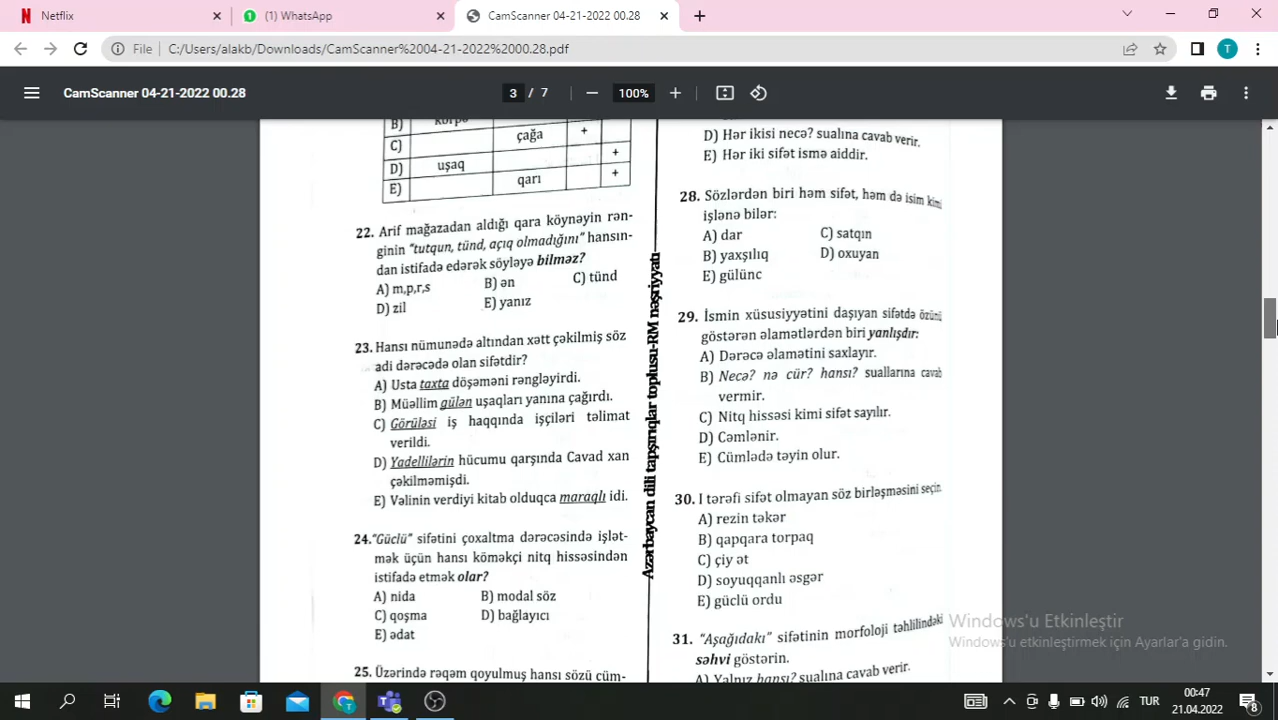 Netflix
(1) WhatsApp
CamScanner 04-21-2022 00.28
File
C:/Users/alakb/Downloads/CamScanner%2004-21-2022%2000.28.pdf
T
CamScanner 04-21-2022 00.28
3 / 7
100%
B) körpə
C) çağa +
D) uşaq +
E) qarı +
22. Arif mağazadan aldığı qara köynəyin rən-
ginin "tutqun, tünd, açıq olmadığını" hansın-
dan istifadə edərək söyləyə bilməz?
A) m,p,r,s B) ən C) tünd
D) zil E) yanız
23. Hansı nümunədə altından xətt çəkilmiş söz
adi dərəcədə olan sifətdir?
A) Usta taxta döşəməni rəngləyirdi.
B) Müəllim gülən uşaqları yanına çağırdı.
C) Görüləsi iş haqqında işçiləri təlimat
verildi.
D) Yadellilərin hücumu qarşında Cavad xan
çəkilməmişdi.
E) Vəlinin verdiyi kitab olduqca maraqlı idi.
24. "Güclü" sifətini çoxaltma dərəcəsində işlət-
mək üçün hansı köməkçi nitq hissəsindən
istifadə etmək olar?
A) nida B) modal söz
C) qoşma D) bağlayıcı
E) ədat
25. Üzərində rəqəm qoyulmuş hansı sözü cüm-
Azərbaycan dili tapşırıqlar toplusu-RM nəşriyyatı
D) Hər ikisi necə? sualına cavab verir.
E) Hər iki sifət ismə aiddir.
28. Sözlərdən biri həm sifət, həm də isim kimi
işlənə bilər:
A) dar C) satqın
B) yaxşılıq D) oxuyan
E) gülünc
29. İsmin xüsusiyyətini daşıyan sifətdə özünü
göstərən əlamətlərdən biri yanlışdır:
A) Dərəcə əlamətini saxlayır.
B) Necə? nə cür? hansı? suallarına cavab
vermir.
C) Nitq hissəsi kimi sifət sayılır.
D) Cəmlənir.
E) Cümlədə təyin olur.
30. I tərəfi sifət olmayan söz birləşməsini seçin.
A) rezin təkər
B) qapqara torpaq
C) çiy ət
D) soyuqqanlı əsgər
E) güclü ordu
31. "Aşağıdakı" sifətinin morfoloji təhlilindəki
səhvi göstərin.
A) Yalnız hansı? sualına cavab verir.
Windows'u Etkinleştir
Windows'u etkinleştirmek için Ayarlar'a gidin.
TUR
00:47
21.04.2022
8